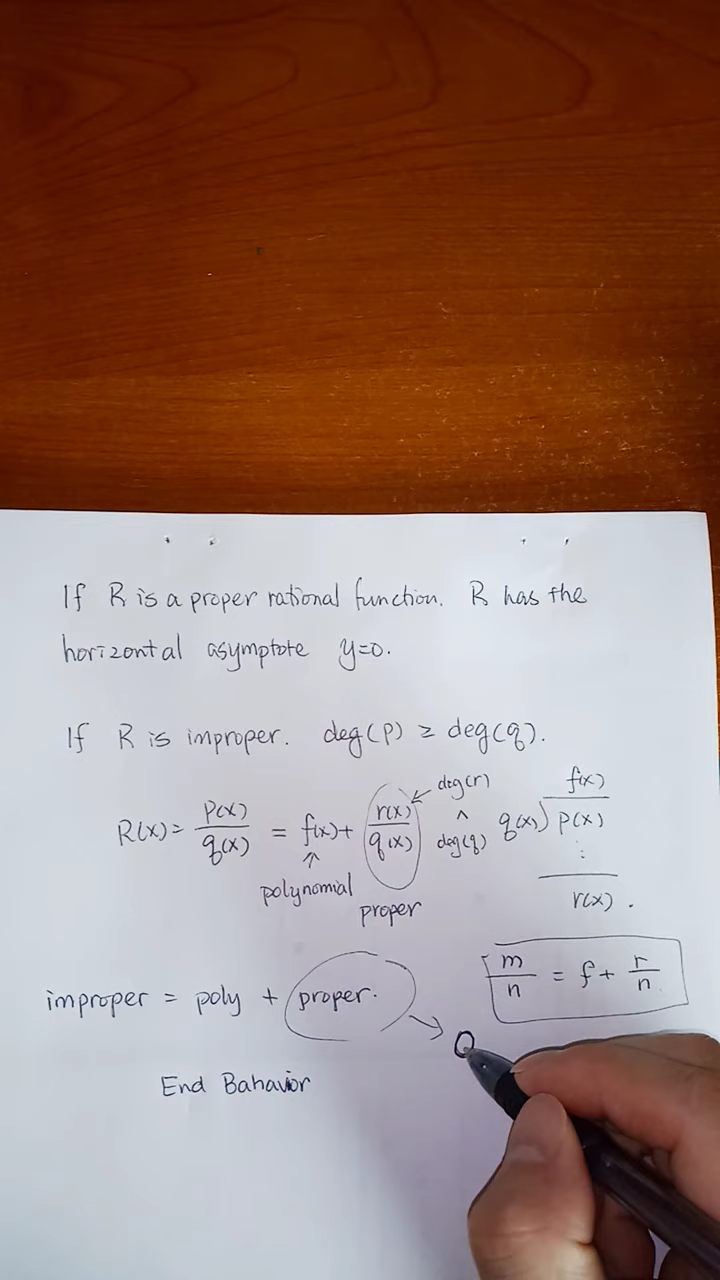 If R is a proper rational function. R has the
horizontal asymptote y=0.
If R is improper. deg(p) ≥ deg(q).
R(x) = p(x)/q(x) = f(x) + r(x)/q(x)
deg(r)
^
deg(q)
polynomial
proper
f(x)
q(x) ) p(x)
⋮
r(x).
improper = poly + proper. → 0
m/n = f + r/n
End Bahavior